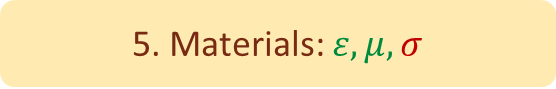 5. Materials: 𝜀, 𝜇, 𝜎